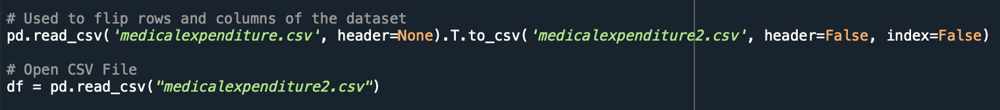 # Used to flip rows and columns of the dataset
pd.read_csv('medicalexpenditure.csv', header=None).T.to_csv('medicalexpenditure2.csv', header=False, index=False)
# Open CSV File
df = pd.read_csv("medicalexpenditure2.csv")